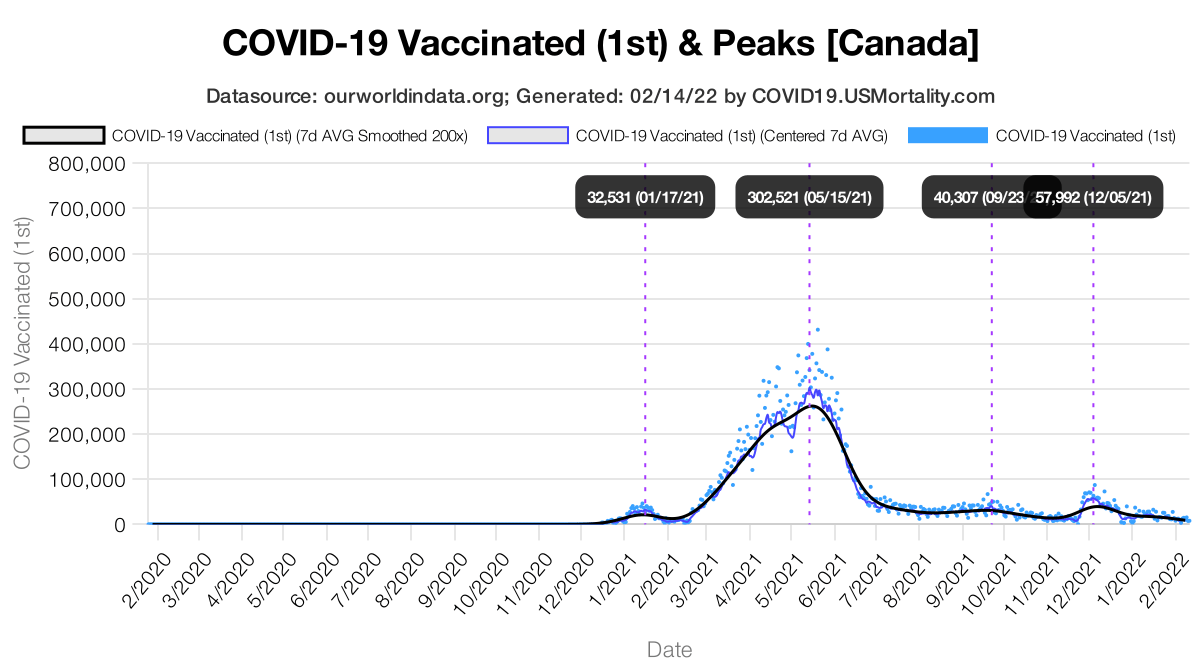 COVID-19 Vaccinated (1st) & Peaks [Canada]
Datasource: ourworldindata.org; Generated: 02/14/22 by COVID19.USMortality.com
COVID-19 Vaccinated (1st) (7d AVG Smoothed 200x) COVID-19 Vaccinated (1st) (Centered 7d AVG) COVID-19 Vaccinated (1st)
800,000
700,000
600,000
500,000
400,000
300,000
200,000
100,000
0
COVID-19 Vaccinated (1st)
32,531 (01/17/21) 302,521 (05/15/21) 40,307 (09/23/ 57,992 (12/05/21)
2/2020 3/2020 4/2020 5/2020 6/2020 7/2020 8/2020 9/2020 10/2020 11/2020 12/2020 1/2021 2/2021 3/2021 4/2021 5/2021 6/2021 7/2021 8/2021 9/2021 10/2021 11/2021 12/2021 1/2022 2/2022
Date